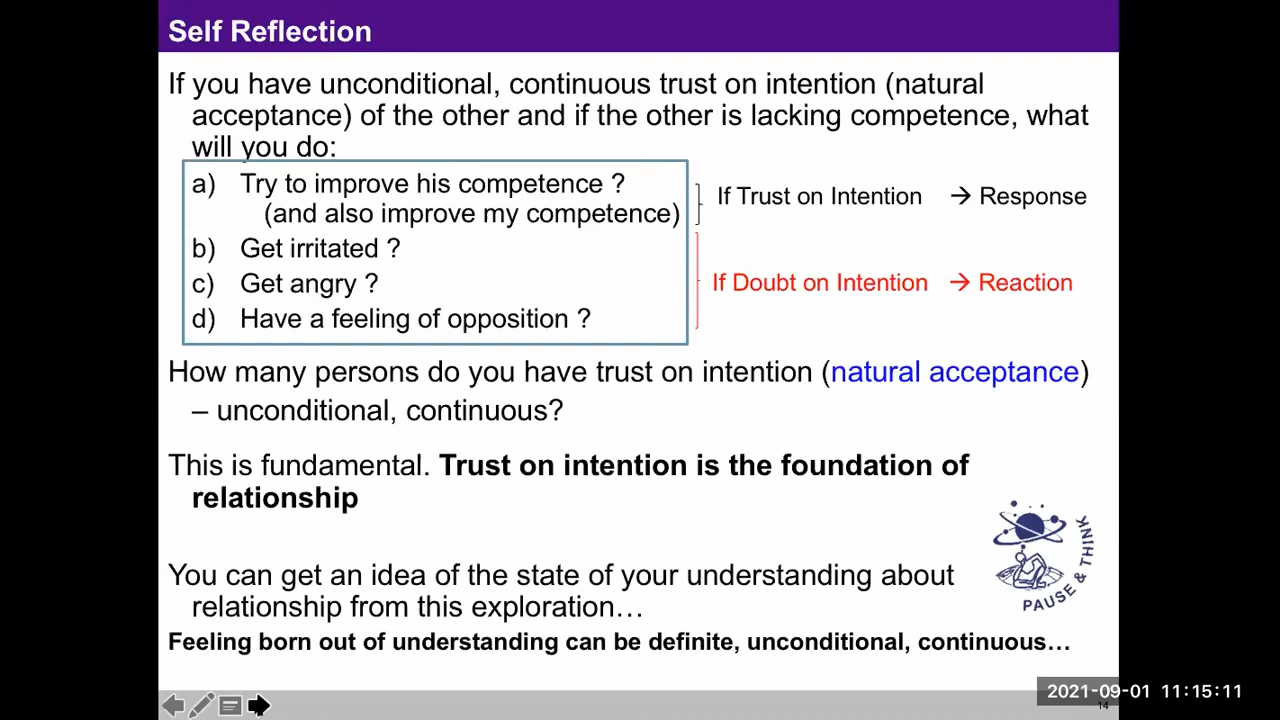 Self Reflection
If you have unconditional, continuous trust on intention (natural
acceptance) of the other and if the other is lacking competence, what
will you do:
a) Try to improve his competence ?
(and also improve my competence)
If Trust on Intention → Response
b) Get irritated ?
c) Get angry ?
If Doubt on Intention → Reaction
d) Have a feeling of opposition ?
How many persons do you have trust on intention (natural acceptance)
– unconditional, continuous?
This is fundamental. Trust on intention is the foundation of
relationship
You can get an idea of the state of your understanding about
relationship from this exploration…
PAUSE & THINK
Feeling born out of understanding can be definite, unconditional, continuous…
2021-09-01 11:15:11
14